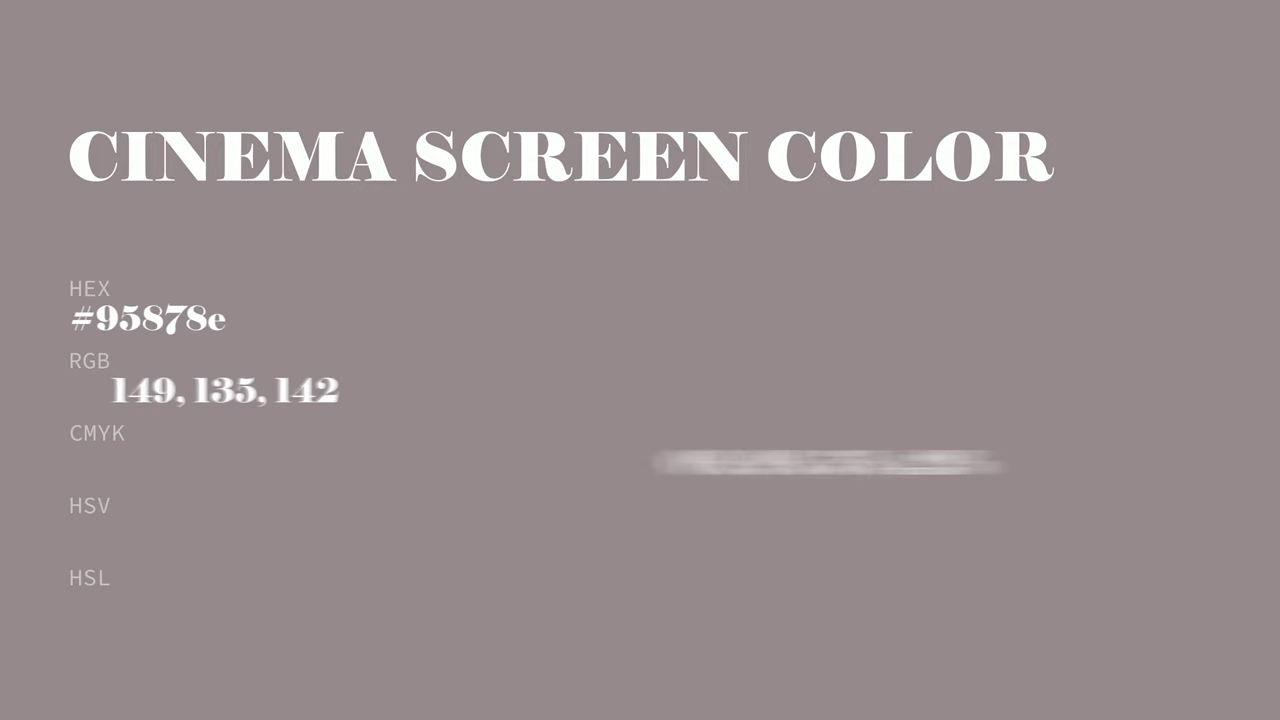 CINEMA SCREEN COLOR
HEX
#95878e
RGB
149, 135, 142
CMYK
HSV
HSL